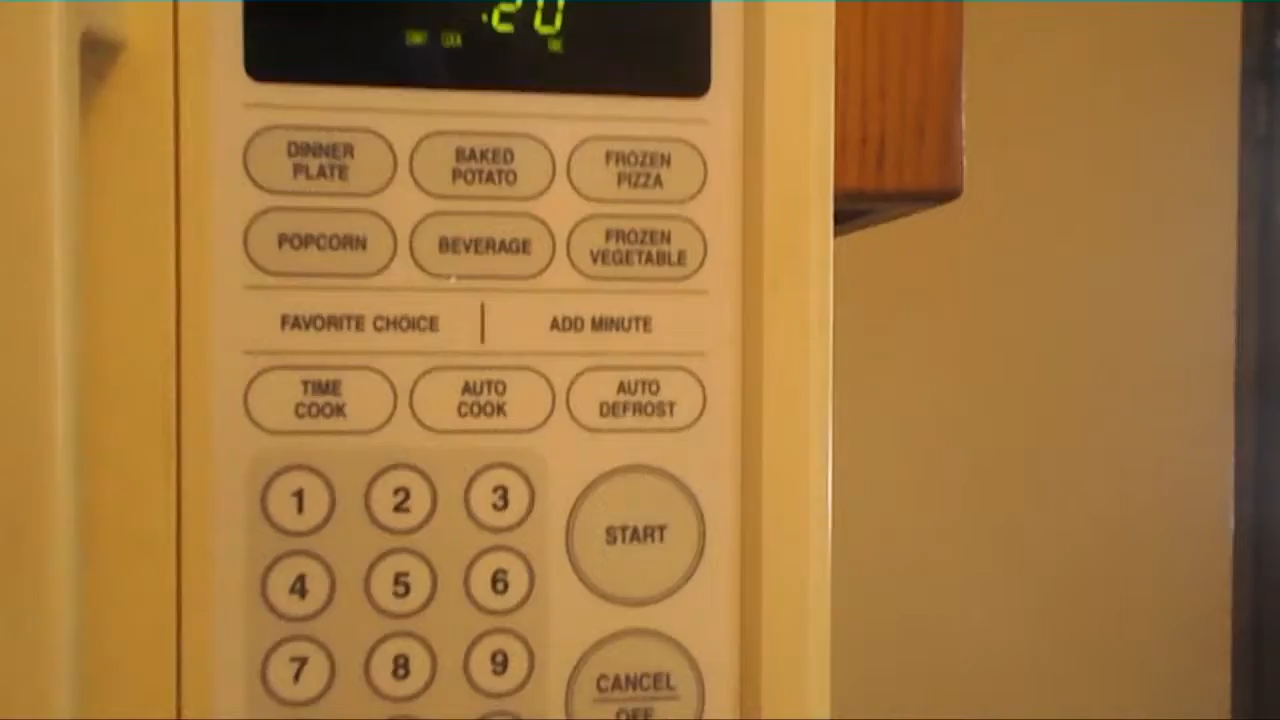 :20
DINNER
PLATE
BAKED
POTATO
FROZEN
PIZZA
POPCORN
BEVERAGE
FROZEN
VEGETABLE
FAVORITE CHOICE
ADD MINUTE
TIME
COOK
AUTO
COOK
AUTO
DEFROST
1 2 3
START
4 5 6
7 8 9
CANCEL
OFF